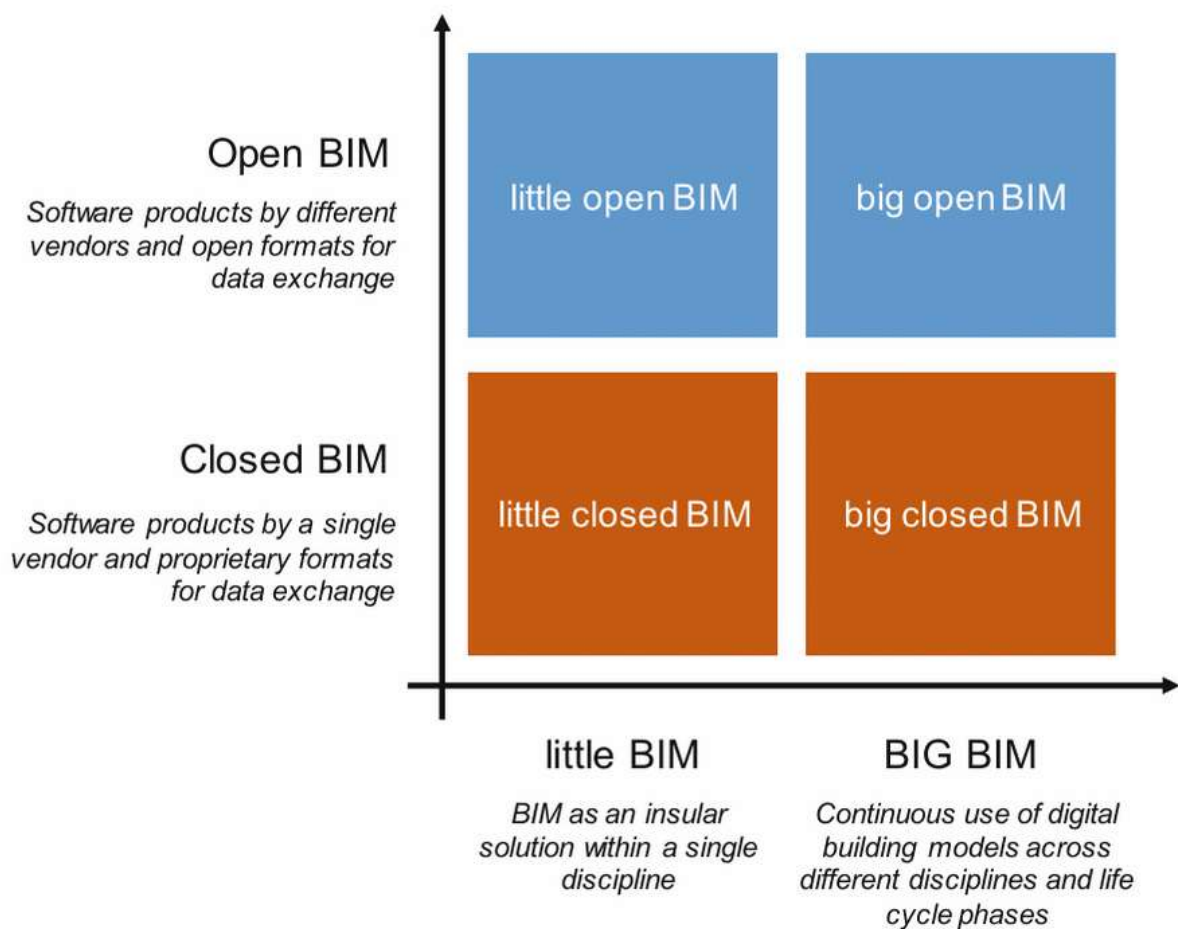 Open BIM
Software products by different
vendors and open formats for
data exchange
little open BIM
big open BIM
Closed BIM
Software products by a single
vendor and proprietary formats
for data exchange
little closed BIM
big closed BIM
little BIM
BIM as an insular
solution within a single
discipline
BIG BIM
Continuous use of digital
building models across
different disciplines and life
cycle phases